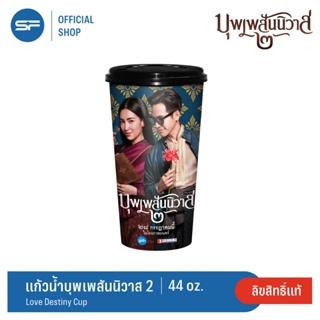 SF
OFFICIAL
SHOP
บุพเพสันนิวาส
๒
บุพเพสันนิวาส
๒
แก้วน้ำบุพเพสันนิวาส 2
44 oz.
Love Destiny Cup
ลิขสิทธิ์แท้